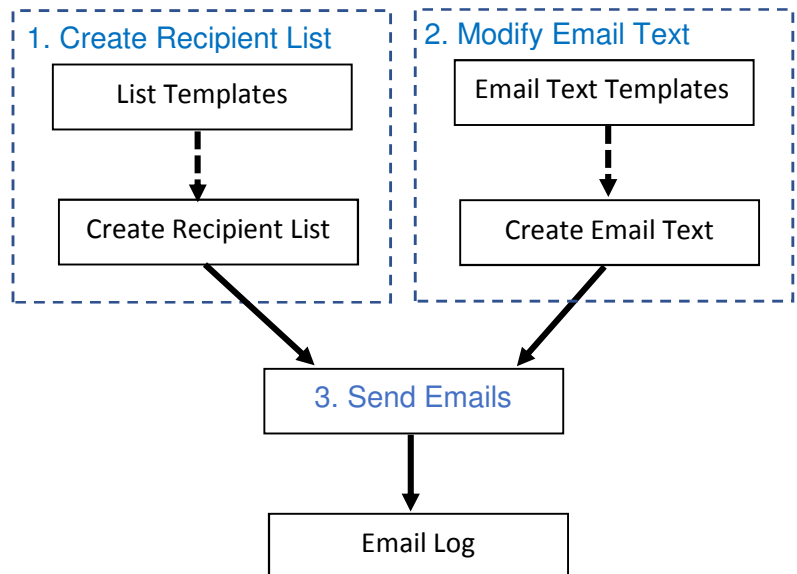 1. Create Recipient List
List Templates
Create Recipient List
2. Modify Email Text
Email Text Templates
Create Email Text
3. Send Emails
Email Log